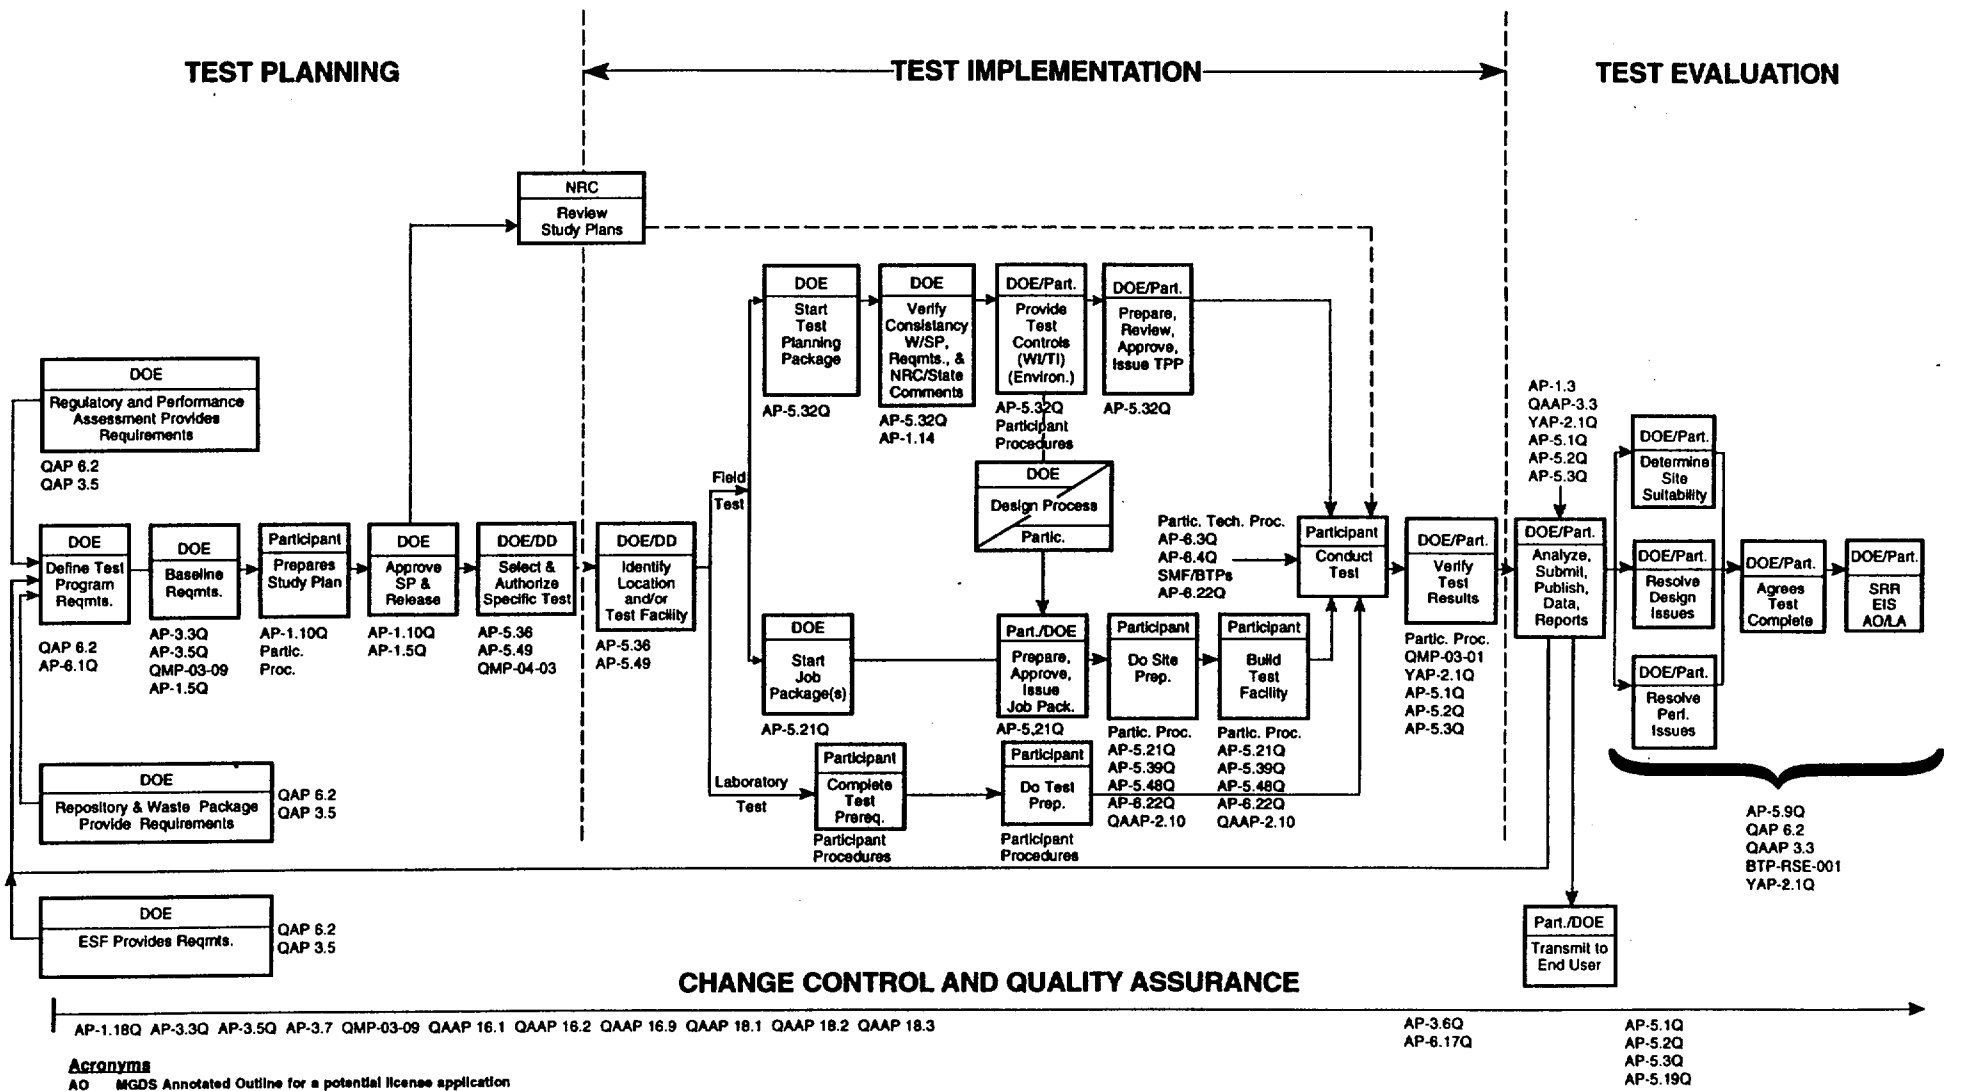 TEST PLANNING
TEST IMPLEMENTATION
TEST EVALUATION
NRC
Review
Study Plans
DOE
Start
Test
Planning
Package
AP-5.32Q
DOE
Verify
Consistancy
W/SP,
Reqmts., &
NRC/State
Comments
AP-5.32Q
AP-1.14
DOE/Part.
Provide
Test
Controls
(WI/TI)
(Environ.)
AP-5.32Q
Participant
Procedures
DOE/Part.
Prepare,
Review,
Approve,
Issue TPP
AP-5.32Q
DOE
Regulatory and Performance
Assessment Provides
Requirements
QAP 6.2
QAP 3.5
DOE
Define Test
Program
Reqmts.
QAP 6.2
AP-6.1Q
DOE
Baseline
Reqmts.
AP-3.3Q
AP-3.5Q
QMP-03-09
AP-1.5Q
Participant
Prepares
Study Plan
AP-1.10Q
Partic.
Proc.
DOE
Approve
SP &
Release
AP-1.10Q
AP-1.5Q
DOE/DD
Select &
Authorize
Specific Test
AP-5.36
AP-5.49
QMP-04-03
DOE/DD
Identify
Location
and/or
Test Facility
AP-5.36
AP-5.49
Field
Test
DOE
Design Process
Partic.
DOE
Start
Job
Package(s)
AP-5.21Q
Part./DOE
Prepare,
Approve,
Issue
Job Pack.
AP-5,21Q
Participant
Do Site
Prep.
Partic. Proc.
AP-5.21Q
AP-5.39Q
AP-5.48Q
AP-6.22Q
QAAP-2.10
Participant
Build
Test
Facility
Partic. Proc.
AP-5.21Q
AP-5.39Q
AP-5.48Q
AP-6.22Q
QAAP-2.10
Laboratory
Test
Participant
Complete
Test
Prereq.
Participant
Procedures
Participant
Do Test
Prep.
Participant
Procedures
Partic. Tech. Proc.
AP-6.3Q
AP-6.4Q
SMF/BTPs
AP-6.22Q
Participant
Conduct
Test
DOE/Part.
Verify
Test
Results
Partic. Proc.
QMP-03-01
YAP-2.1Q
AP-5.1Q
AP-5.2Q
AP-5.3Q
AP-1.3
QAAP-3.3
YAP-2.1Q
AP-5.1Q
AP-5.2Q
AP-5.3Q
DOE/Part.
Analyze,
Submit,
Publish,
Data,
Reports
DOE/Part.
Determine
Site
Suitability
DOE/Part.
Resolve
Design
Issues
DOE/Part.
Resolve
Perf.
Issues
DOE/Part.
Agrees
Test
Complete
DOE/Part.
SRR
EIS
AO/LA
AP-5.9Q
QAP 6.2
QAAP 3.3
BTP-RSE-001
YAP-2.1Q
DOE
Repository & Waste Package
Provide Requirements
QAP 6.2
QAP 3.5
DOE
ESF Provides Reqmts.
QAP 6.2
QAP 3.5
Part./DOE
Transmit to
End User
CHANGE CONTROL AND QUALITY ASSURANCE
AP-1.18Q AP-3.3Q AP-3.5Q AP-3.7 QMP-03-09 QAAP 16.1 QAAP 16.2 QAAP 16.9 QAAP 18.1 QAAP 18.2 QAAP 18.3
AP-3.6Q
AP-6.17Q
AP-5.1Q
AP-5.2Q
AP-5.3Q
AP-5.19Q
Acronyms
AO MGDS Annotated Outline for a potential license application